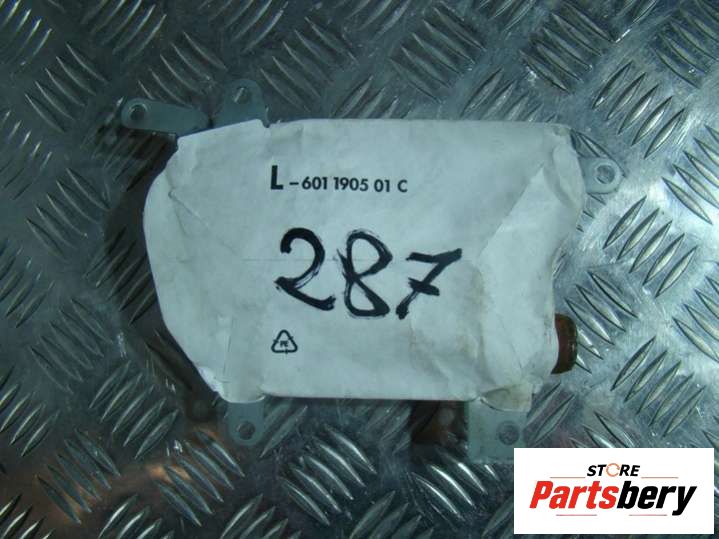 L-601 1905 01 C
287
PE
STORE
Partsbery